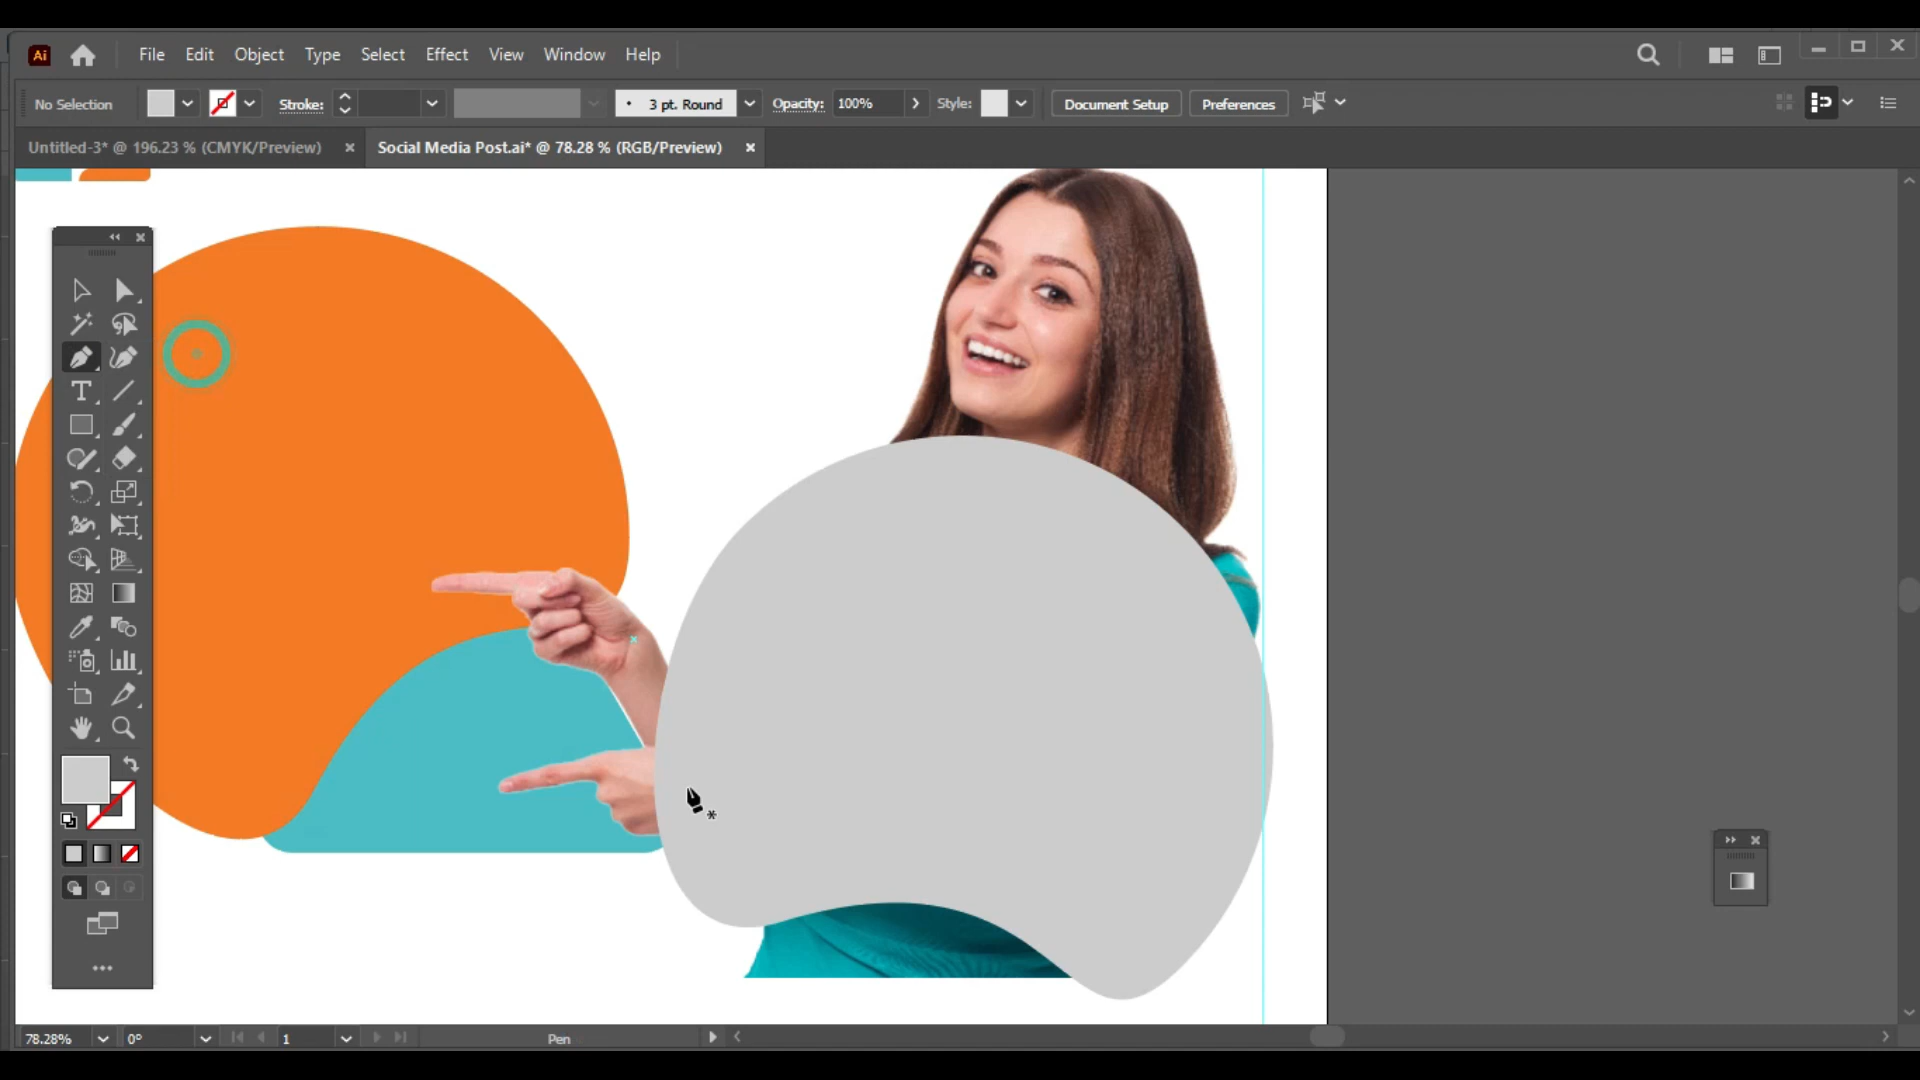 Ai File Edit Object Type Select Effect View Window Help
No Selection Stroke: 3 pt. Round Opacity: 100% Style: Document Setup Preferences
Untitled-3* @ 196.23 % (CMYK/Preview) Social Media Post.ai* @ 78.28 % (RGB/Preview)
78.28% 0° 1 Pen